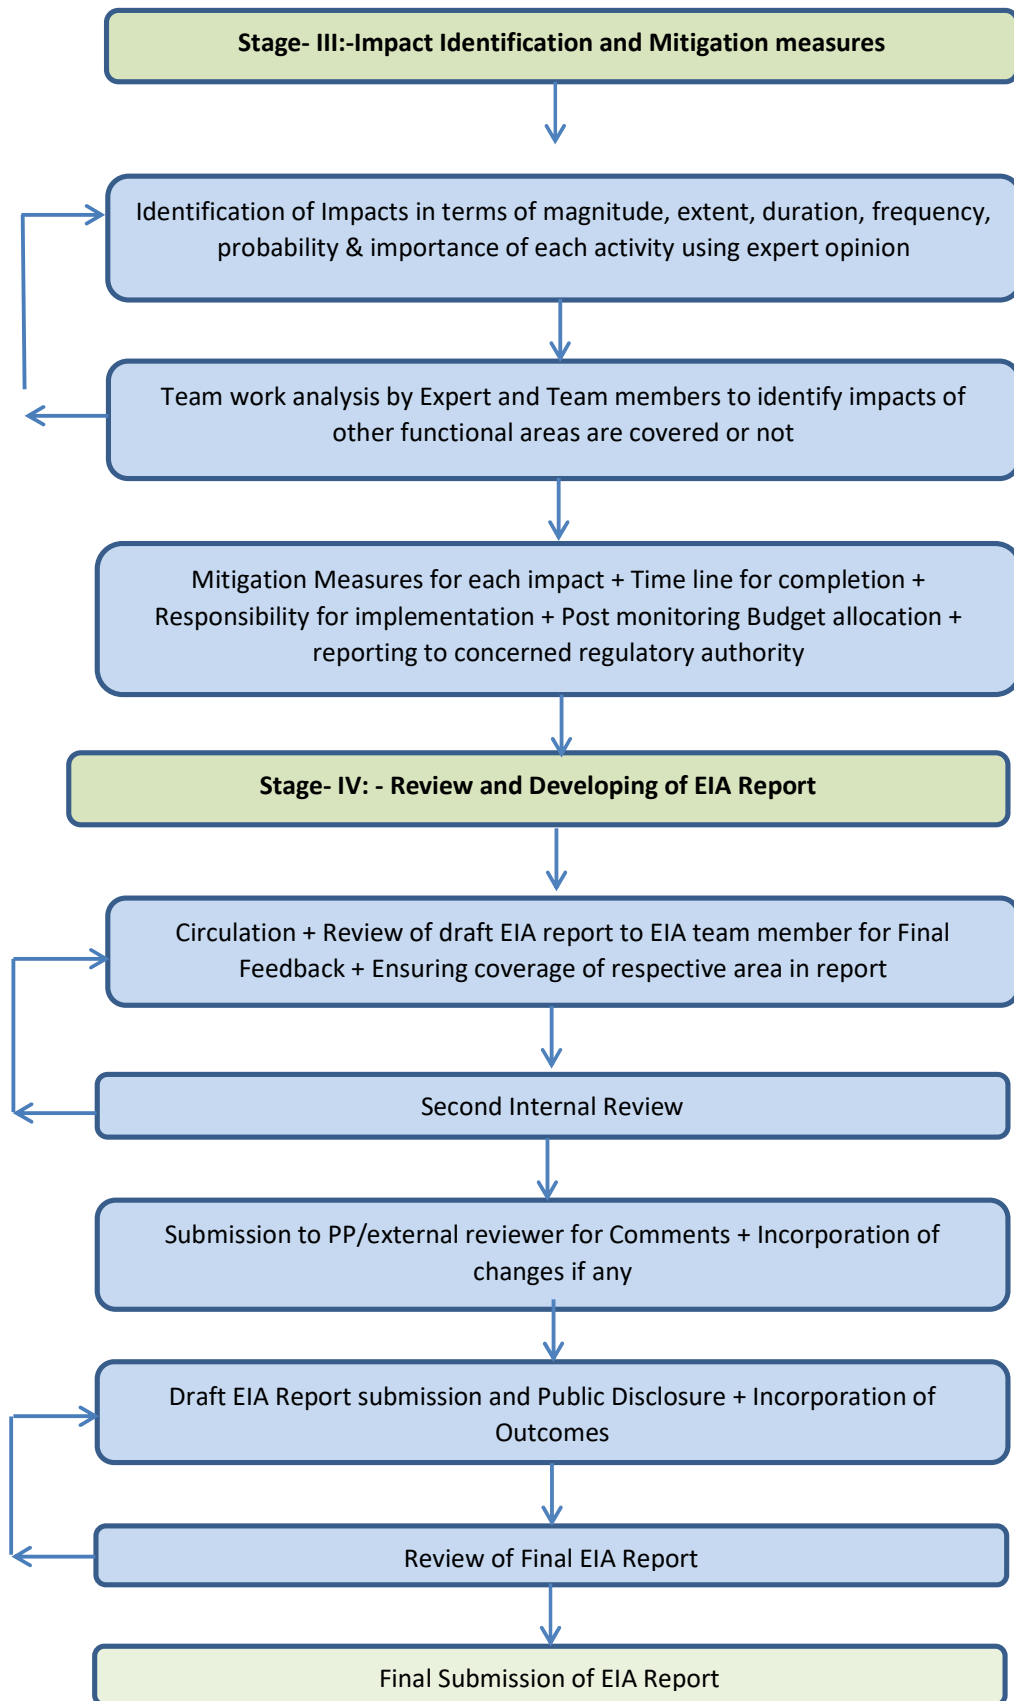 Stage- III:-Impact Identification and Mitigation measures
Identification of Impacts in terms of magnitude, extent, duration, frequency,
probability & importance of each activity using expert opinion
Team work analysis by Expert and Team members to identify impacts of
other functional areas are covered or not
Mitigation Measures for each impact + Time line for completion +
Responsibility for implementation + Post monitoring Budget allocation +
reporting to concerned regulatory authority
Stage- IV: - Review and Developing of EIA Report
Circulation + Review of draft EIA report to EIA team member for Final
Feedback + Ensuring coverage of respective area in report
Second Internal Review
Submission to PP/external reviewer for Comments + Incorporation of
changes if any
Draft EIA Report submission and Public Disclosure + Incorporation of
Outcomes
Review of Final EIA Report
Final Submission of EIA Report